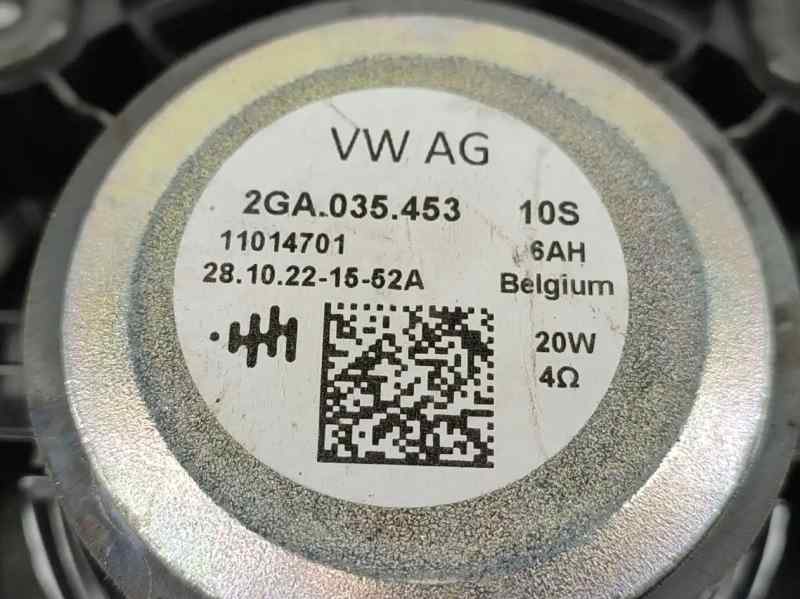 VW AG
2GA.035.453 10S
11014701 6AH
28.10.22-15-52A Belgium
20W
4Ω